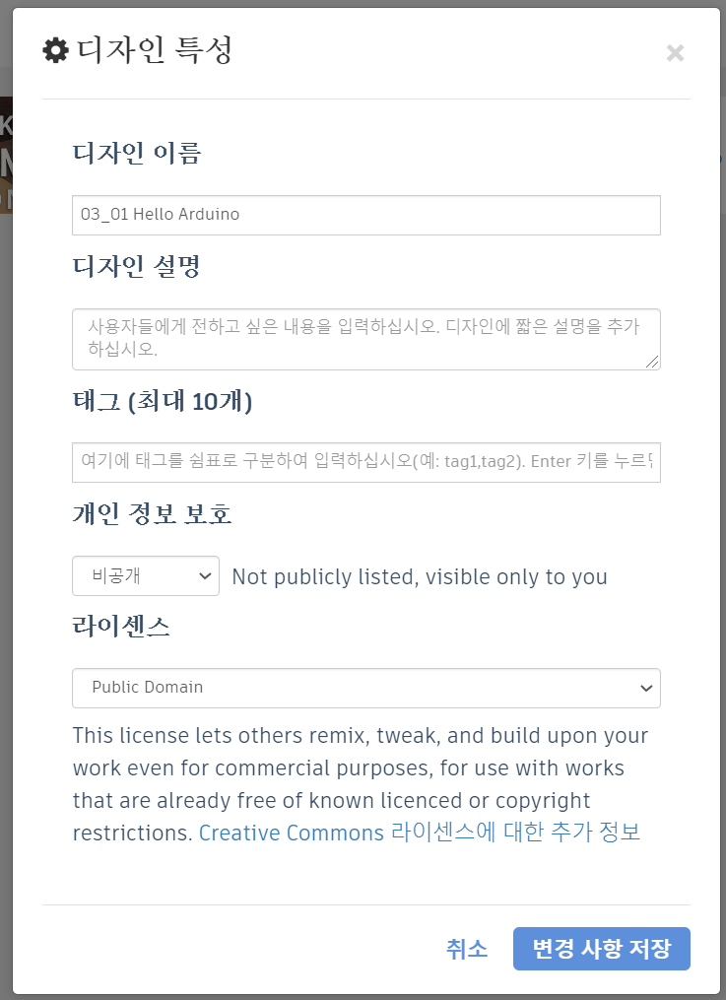 디자인 특성
×
디자인 이름
03_01 Hello Arduino
디자인 설명
사용자들에게 전하고 싶은 내용을 입력하십시오. 디자인에 짧은 설명을 추가
하십시오.
태그 (최대 10개)
여기에 태그를 쉼표로 구분하여 입력하십시오(예: tag1,tag2). Enter 키를
개인 정보 보호
비공개 Not publicly listed, visible only to you
라이센스
Public Domain
This license lets others remix, tweak, and build upon your
work even for commercial purposes, for use with works
that are already free of known licenced or copyright
restrictions. Creative Commons 라이센스에 대한 추가 정보
취소 변경 사항 저장